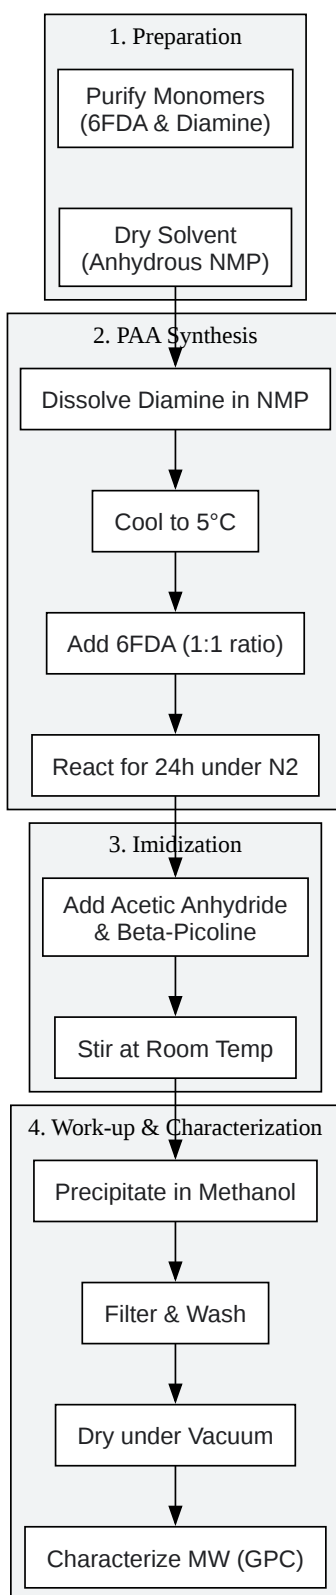 1. Preparation
Purify Monomers
(6FDA & Diamine)
Dry Solvent
(Anhydrous NMP)
2. PAA Synthesis
Dissolve Diamine in NMP
Cool to 5°C
Add 6FDA (1:1 ratio)
React for 24h under N2
3. Imidization
Add Acetic Anhydride
& Beta-Picoline
Stir at Room Temp
4. Work-up & Characterization
Precipitate in Methanol
Filter & Wash
Dry under Vacuum
Characterize MW (GPC)